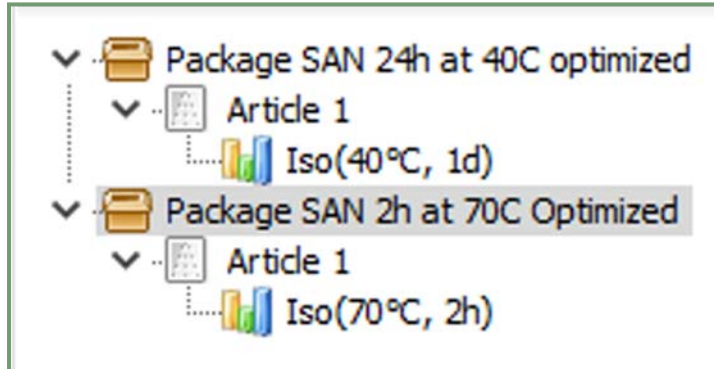 Package SAN 24h at 40C optimized
Article 1
Iso(40°C, 1d)
Package SAN 2h at 70C Optimized
Article 1
Iso(70°C, 2h)